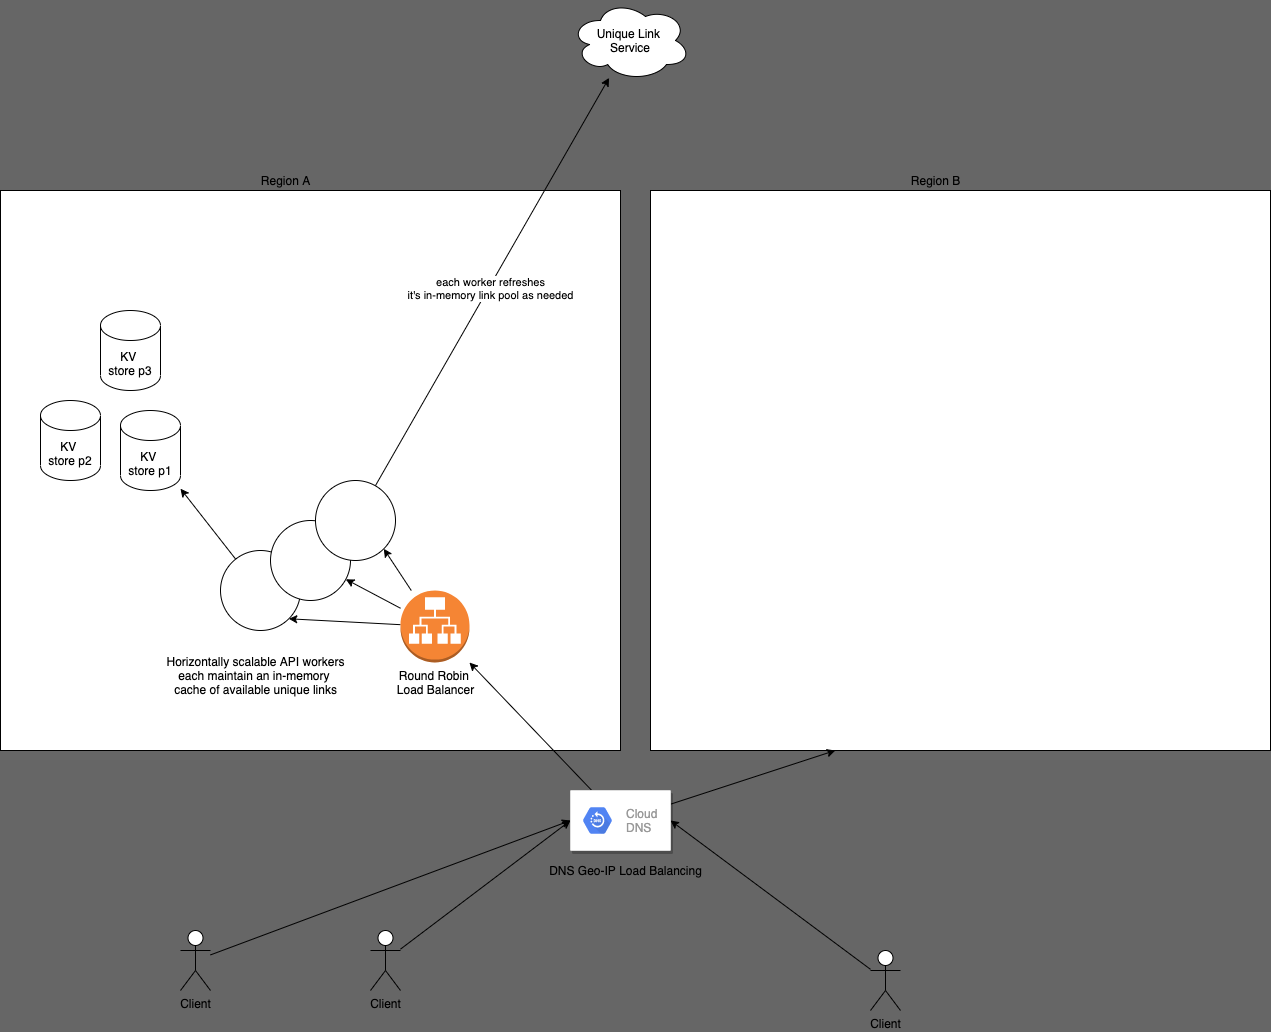 Unique Link
Service
Region A
Region B
each worker refreshes
it's in-memory link pool as needed
KV
store p3
KV
store p2
KV
store p1
Horizontally scalable API workers
each maintain an in-memory
cache of available unique links
Round Robin
Load Balancer
DNS
Cloud
DNS
DNS Geo-IP Load Balancing
Client
Client
Client